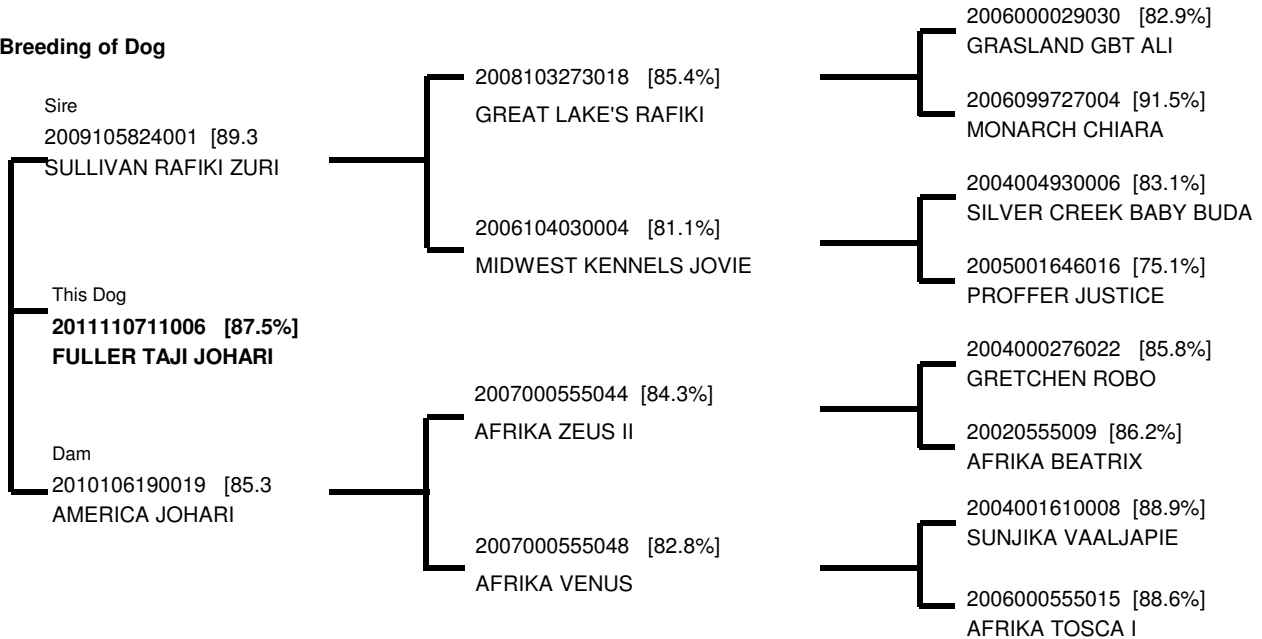 Breeding of Dog
Sire
2009105824001 [89.3
SULLIVAN RAFIKI ZURI
This Dog
2011110711006 [87.5%]
FULLER TAJI JOHARI
Dam
2010106190019 [85.3
AMERICA JOHARI
2008103273018 [85.4%]
GREAT LAKE'S RAFIKI
2006104030004 [81.1%]
MIDWEST KENNELS JOVIE
2007000555044 [84.3%]
AFRIKA ZEUS II
2007000555048 [82.8%]
AFRIKA VENUS
2006000029030 [82.9%]
GRASLAND GBT ALI
2006099727004 [91.5%]
MONARCH CHIARA
2004004930006 [83.1%]
SILVER CREEK BABY BUDA
2005001646016 [75.1%]
PROFFER JUSTICE
2004000276022 [85.8%]
GRETCHEN ROBO
20020555009 [86.2%]
AFRIKA BEATRIX
2004001610008 [88.9%]
SUNJIKA VAALJAPIE
2006000555015 [88.6%]
AFRIKA TOSCA I